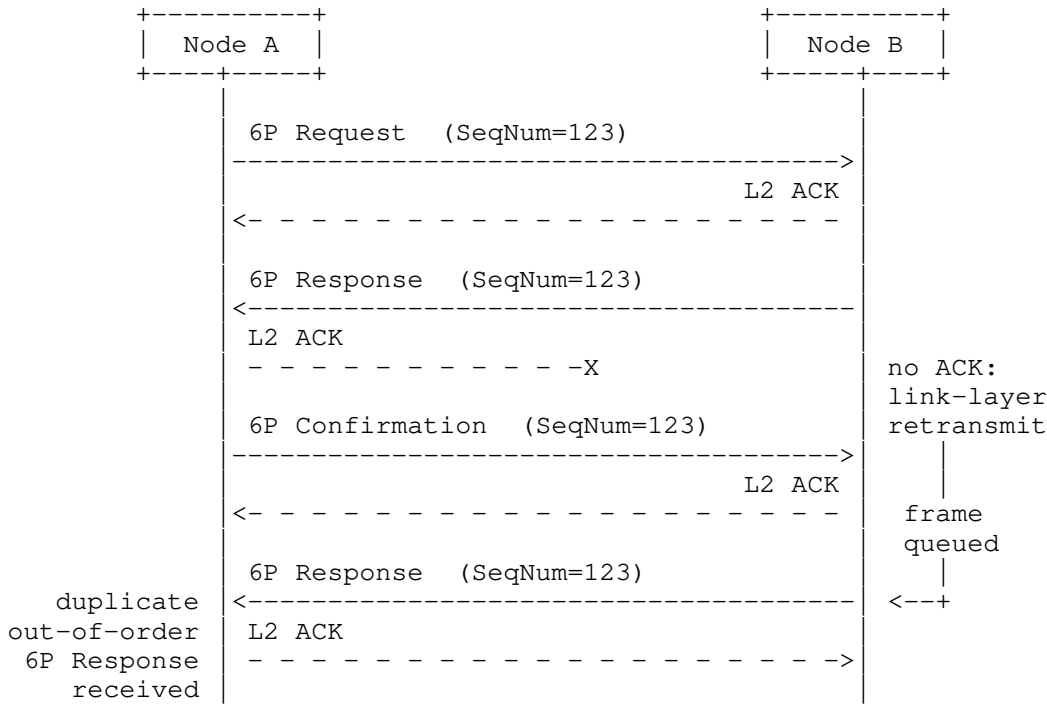 Node A Node B
6P Request (SeqNum=123)
L2 ACK
6P Response (SeqNum=123)
L2 ACK
X no ACK:
link-layer
6P Confirmation (SeqNum=123) retransmit
L2 ACK
frame
queued
6P Response (SeqNum=123)
duplicate
out-of-order L2 ACK
6P Response
received